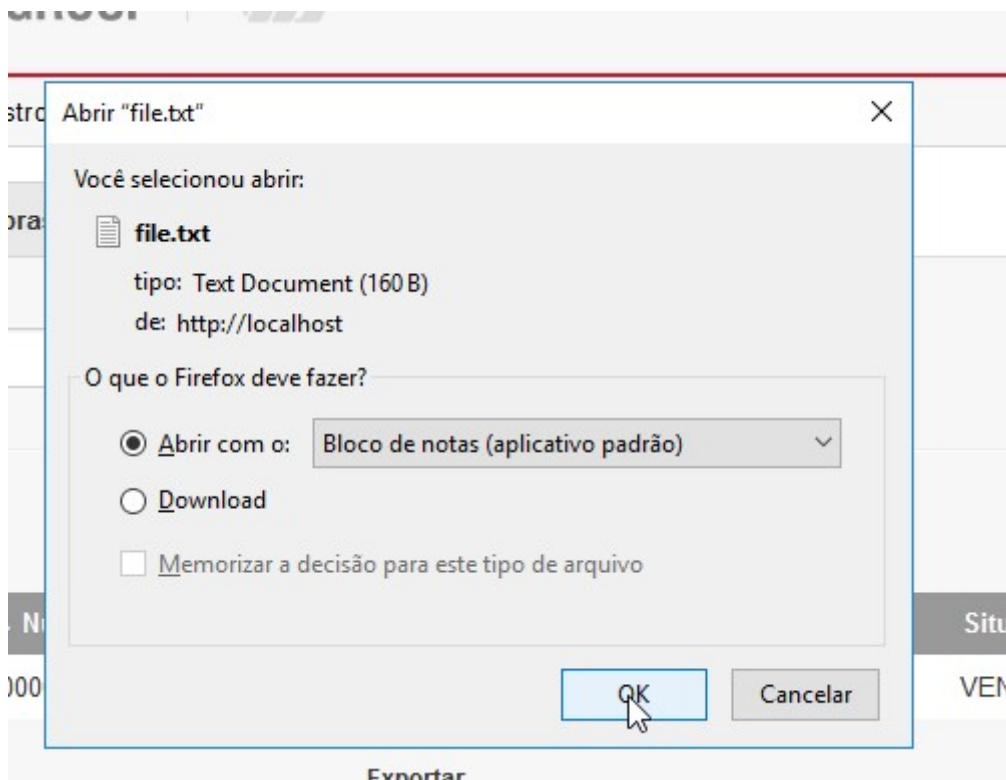 Abrir “file.txt”
Você selecionou abrir:
file.txt
tipo: Text Document (160 B)
de: http://localhost
O que o Firefox deve fazer?
Abrir com o: Bloco de notas (aplicativo padrão)
Download
Memorizar a decisão para este tipo de arquivo
OK Cancelar
Exportar